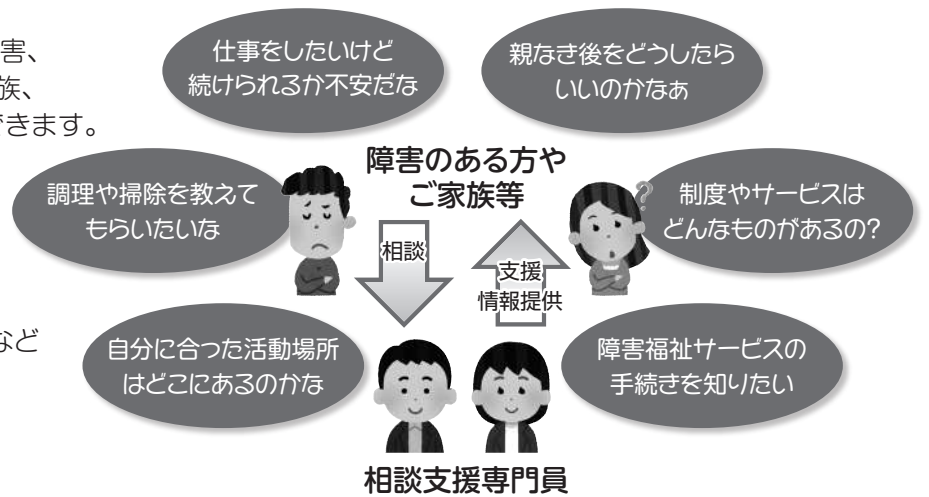 害、
族、
できます。
など
仕事をしたいけど
続けられるか不安だな
親なき後をどうしたら
いいのかなぁ
障害のある方や
ご家族等
調理や掃除を教えて
もらいたいな
制度やサービスは
どんなものがあるの?
?
相談
支援
情報提供
自分に合った活動場所
はどこにあるのかな
障害福祉サービスの
手続きを知りたい
相談支援専門員